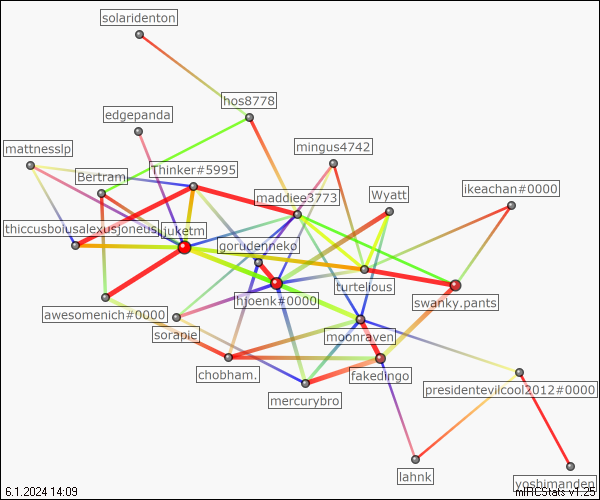 solaridenton
hos8778
edgepanda
mingus4742
mattnesslp
Thinker#5995
Bertram
maddiee3773
Wyatt
ikeachan#0000
juketm
gorudenneko
turtelious
hjoenk#0000
swanky.pants
awesomenich#0000
sorapie
moonraven
chobham.
fakedingo
presidentevilcool2012#0000
mercurybro
lahnk
yoshimanden
6.1.2024 14:09
mIRCStats v1.25